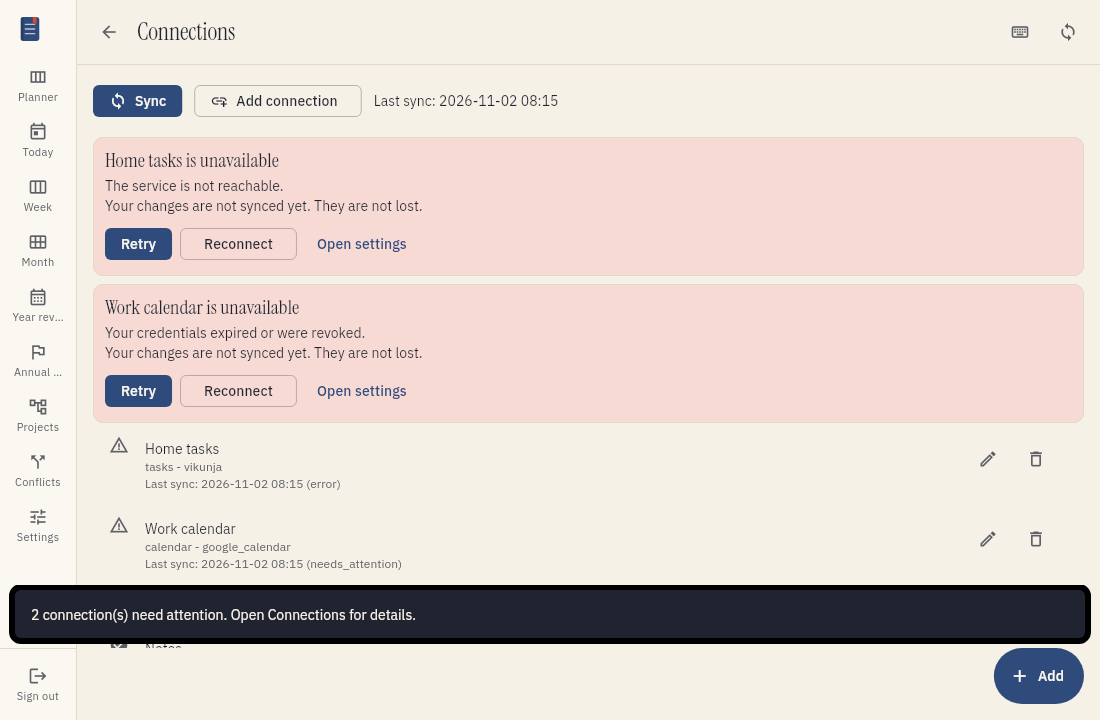 Connections
Planner
Today
Week
Month
Year rev...
Annual ...
Projects
Conflicts
Settings
Sign out
Sync
Add connection
Last sync: 2026-11-02 08:15
Home tasks is unavailable
The service is not reachable.
Your changes are not synced yet. They are not lost.
Retry
Reconnect
Open settings
Work calendar is unavailable
Your credentials expired or were revoked.
Your changes are not synced yet. They are not lost.
Retry
Reconnect
Open settings
Home tasks
tasks - vikunja
Last sync: 2026-11-02 08:15 (error)
Work calendar
calendar - google_calendar
Last sync: 2026-11-02 08:15 (needs_attention)
2 connection(s) need attention. Open Connections for details.
Add